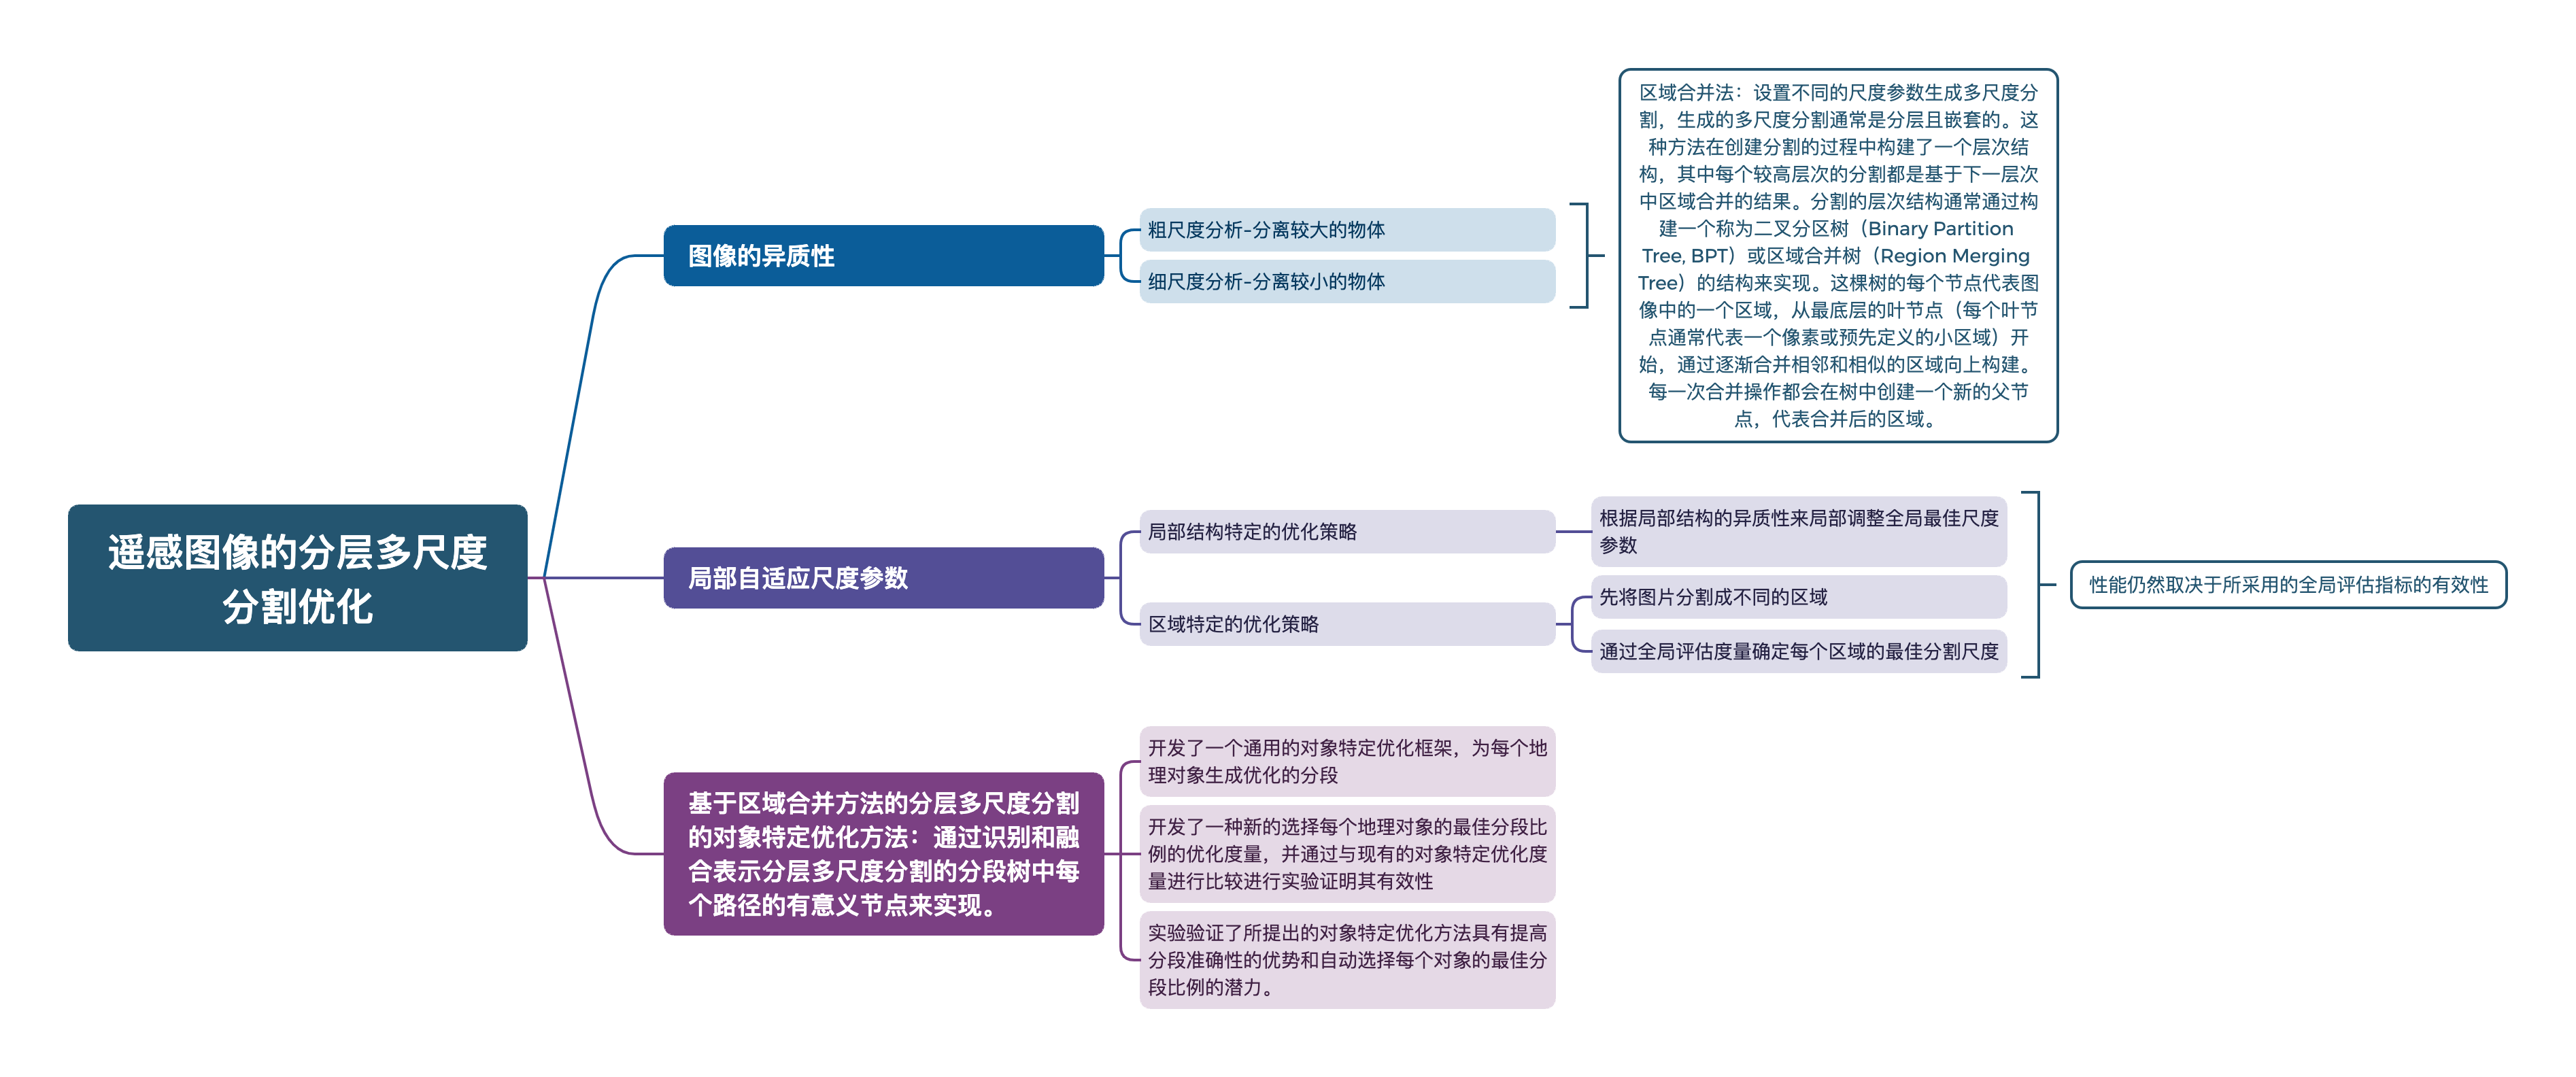 遥感图像的分层多尺度
分割优化
图像的异质性
粗尺度分析-分离较大的物体
细尺度分析-分离较小的物体
区域合并法：设置不同的尺度参数生成多尺度分
割，生成的多尺度分割通常是分层且嵌套的。这
种方法在创建分割的过程中构建了一个层次结
构，其中每个较高层次的分割都是基于下一层次
中区域合并的结果。分割的层次结构通常通过构
建一个称为二叉分区树（Binary Partition
Tree, BPT）或区域合并树（Region Merging
Tree）的结构来实现。这棵树的每个节点代表图
像中的一个区域，从最底层的叶节点（每个叶节
点通常代表一个像素或预先定义的小区域）开
始，通过逐渐合并相邻和相似的区域向上构建。
每一次合并操作都会在树中创建一个新的父节
点，代表合并后的区域。
局部自适应尺度参数
局部结构特定的优化策略
根据局部结构的异质性来局部调整全局最佳尺度
参数
区域特定的优化策略
先将图片分割成不同的区域
通过全局评估度量确定每个区域的最佳分割尺度
性能仍然取决于所采用的全局评估指标的有效性
基于区域合并方法的分层多尺度分割
的对象特定优化方法：通过识别和融
合表示分层多尺度分割的分段树中每
个路径的有意义节点来实现。
开发了一个通用的对象特定优化框架，为每个地
理对象生成优化的分段
开发了一种新的选择每个地理对象的最佳分段比
例的优化度量，并通过与现有的对象特定优化度
量进行比较进行实验证明其有效性
实验验证了所提出的对象特定优化方法具有提高
分段准确性的优势和自动选择每个对象的最佳分
段比例的潜力。